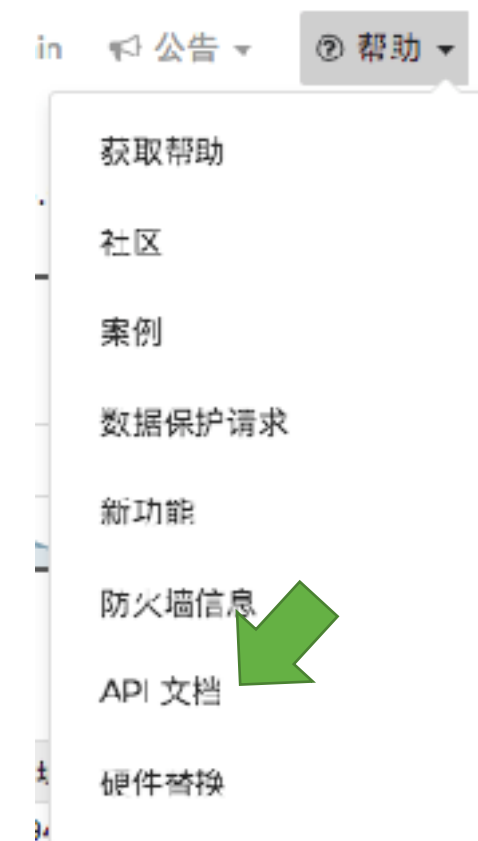 in 公告 帮助
获取帮助
社区
案例
数据保护请求
新功能
防火墙信息
API 文档
硬件替换